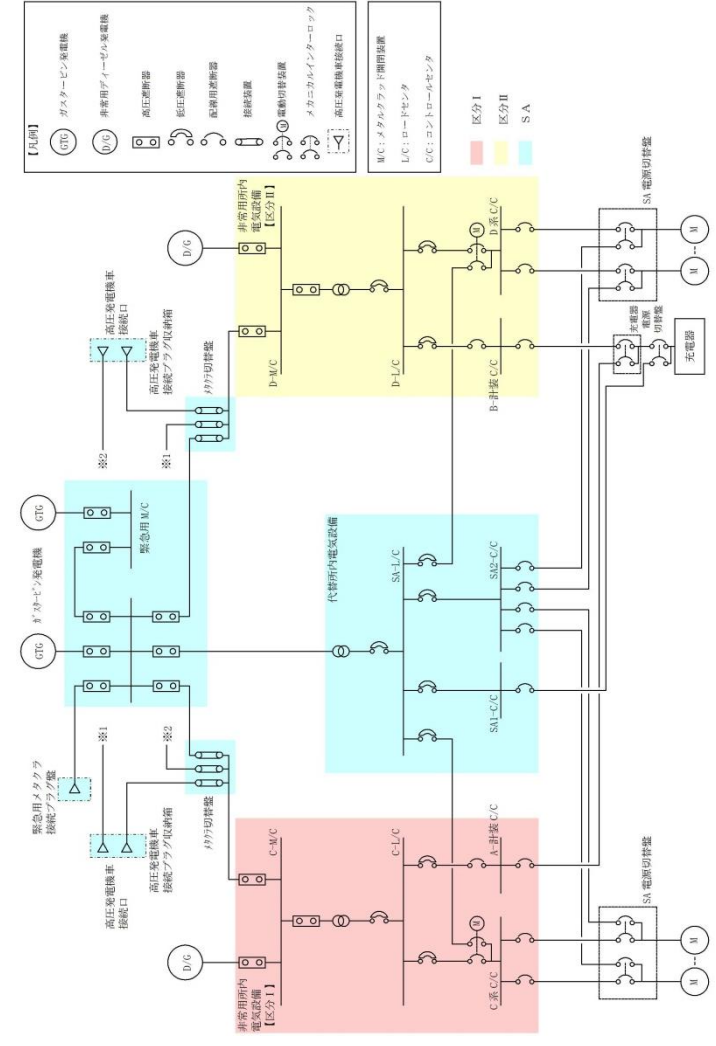 【凡例】
GTG
ガスタービン発電機
D/G
非常用ディーゼル発電機
高圧遮断器
低圧遮断器
配線用遮断器
接続装置
M
電動切替装置
メカニカルインターロック
高圧発電機車接続口
M/C：メタルクラッド開閉装置
L/C：ロードセンタ
C/C：コントロールセンタ
区分Ⅰ
区分Ⅱ
SA
緊急用メタクラ
接続プラグ盤
GTG
ガスタービン発電機
GTG
緊急用 M/C
高圧発電機車
接続口
高圧発電機車
接続プラグ収納箱
※1
※2
メタクラ切替盤
高圧発電機車
接続口
高圧発電機車
接続プラグ収納箱
※2
※1
メタクラ切替盤
D/G
非常用所内
電気設備
【区分Ⅰ】
C-M/C
C-L/C
M
C系 C/C
A-計装 C/C
代替所内電気設備
SA-L/C
SA1-C/C
SA2-C/C
D/G
非常用所内
電気設備
【区分Ⅱ】
D-M/C
D-L/C
M
B-計装 C/C
D系 C/C
SA 電源切替盤
M
M
充電器
電源
切替盤
充電器
SA 電源切替盤
M
M